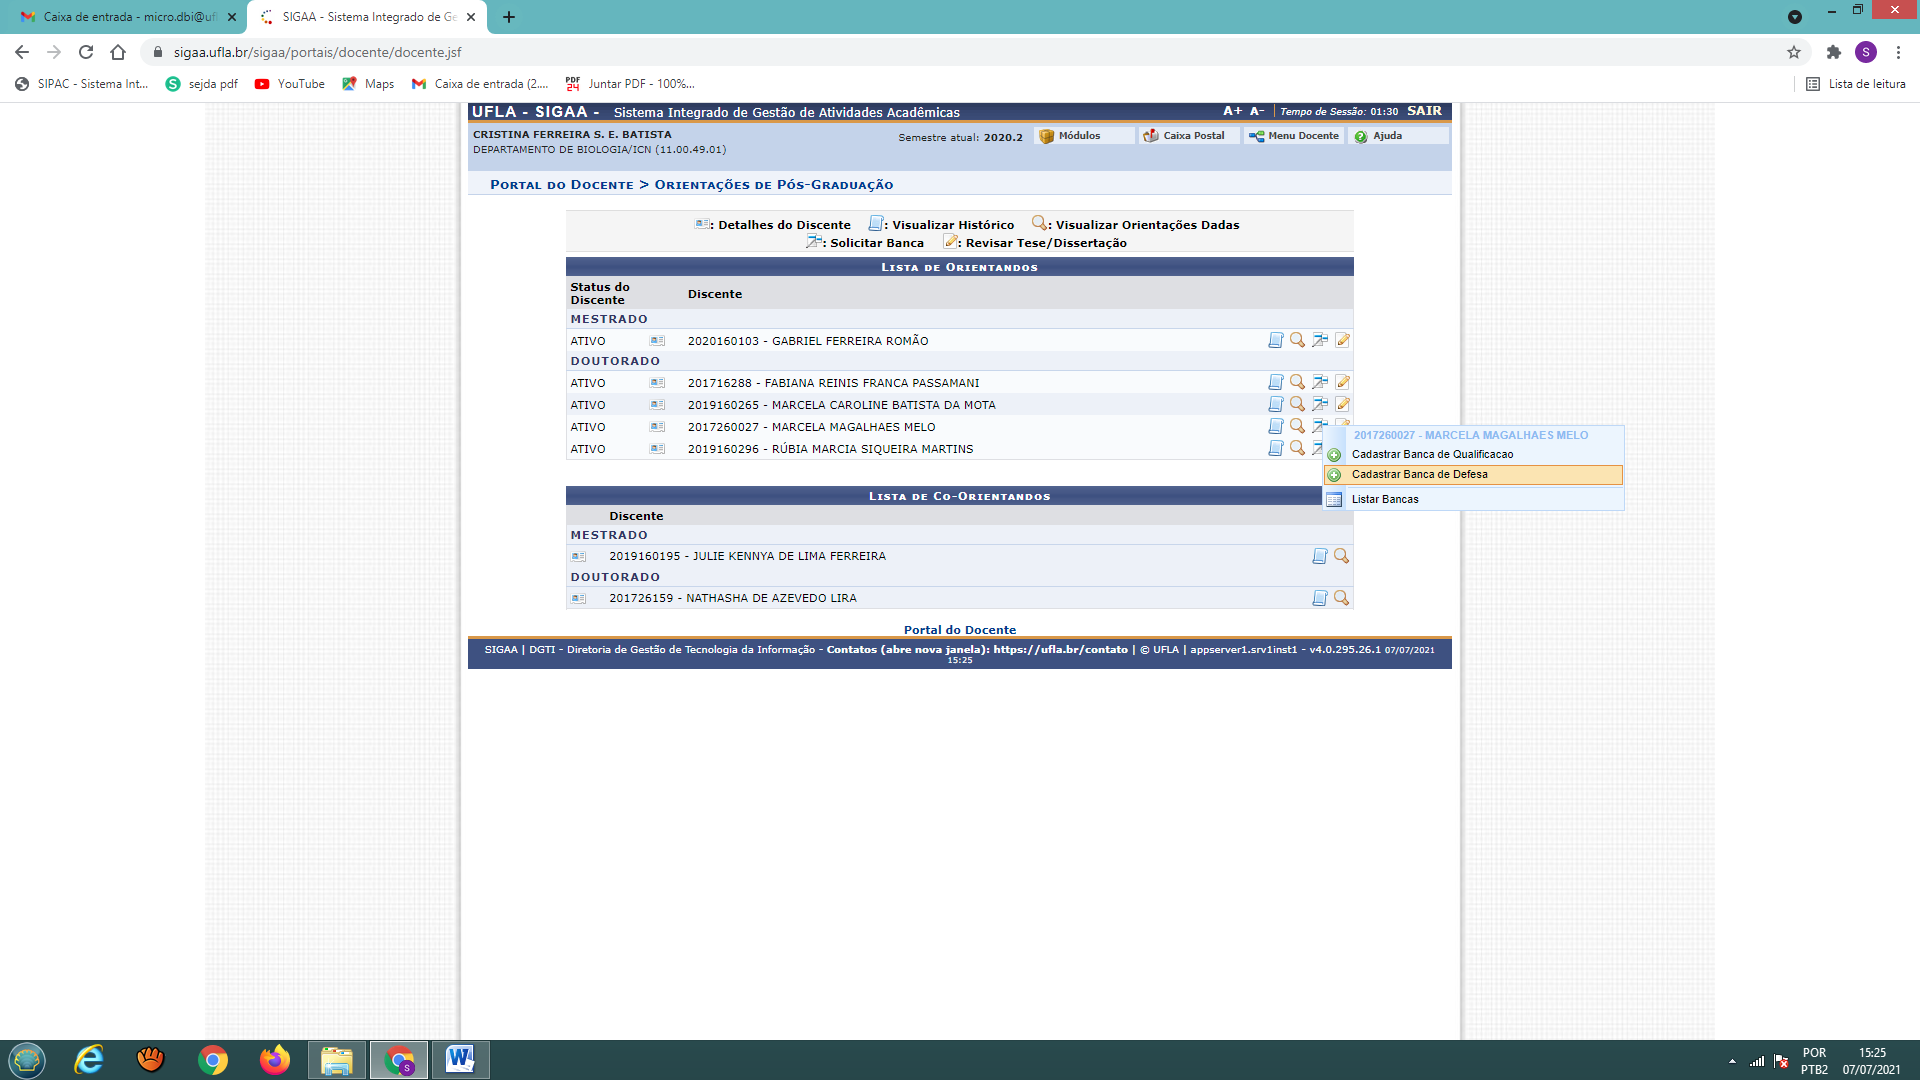 Caixa de entrada - micro.dbi@ufl
SIGAA - Sistema Integrado de Ge
sigaa.ufla.br/sigaa/portais/docente/docente.jsf
S
SIPAC - Sistema Int...
sejda pdf
YouTube
Maps
Caixa de entrada (2....
Juntar PDF - 100%...
Lista de leitura
UFLA - SIGAA - Sistema Integrado de Gestão de Atividades Acadêmicas
A+ A- Tempo de Sessão: 01:30 SAIR
CRISTINA FERREIRA S. E. BATISTA
DEPARTAMENTO DE BIOLOGIA/ICN (11.00.49.01)
Semestre atual: 2020.2
Módulos
Caixa Postal
Menu Docente
Ajuda
Portal do Docente > Orientações de Pós-Graduação
: Detalhes do Discente : Visualizar Histórico : Visualizar Orientações Dadas
: Solicitar Banca : Revisar Tese/Dissertação
Lista de Orientandos
Status do
Discente
Discente
MESTRADO
ATIVO 2020160103 - GABRIEL FERREIRA ROMÃO
DOUTORADO
ATIVO 201716288 - FABIANA REINIS FRANCA PASSAMANI
ATIVO 2019160265 - MARCELA CAROLINE BATISTA DA MOTA
ATIVO 2017260027 - MARCELA MAGALHAES MELO
ATIVO 2019160296 - RÚBIA MARCIA SIQUEIRA MARTINS
2017260027 - MARCELA MAGALHAES MELO
Cadastrar Banca de Qualificacao
Cadastrar Banca de Defesa
Listar Bancas
Lista de Co-Orientandos
Discente
MESTRADO
2019160195 - JULIE KENNYA DE LIMA FERREIRA
DOUTORADO
201726159 - NATHASHA DE AZEVEDO LIRA
Portal do Docente
SIGAA | DGTI - Diretoria de Gestão de Tecnologia da Informação - Contatos (abre nova janela): https://ufla.br/contato | © UFLA | appserver1.srv1inst1 - v4.0.295.26.1 07/07/2021
15:25
POR
PTB2
15:25
07/07/2021